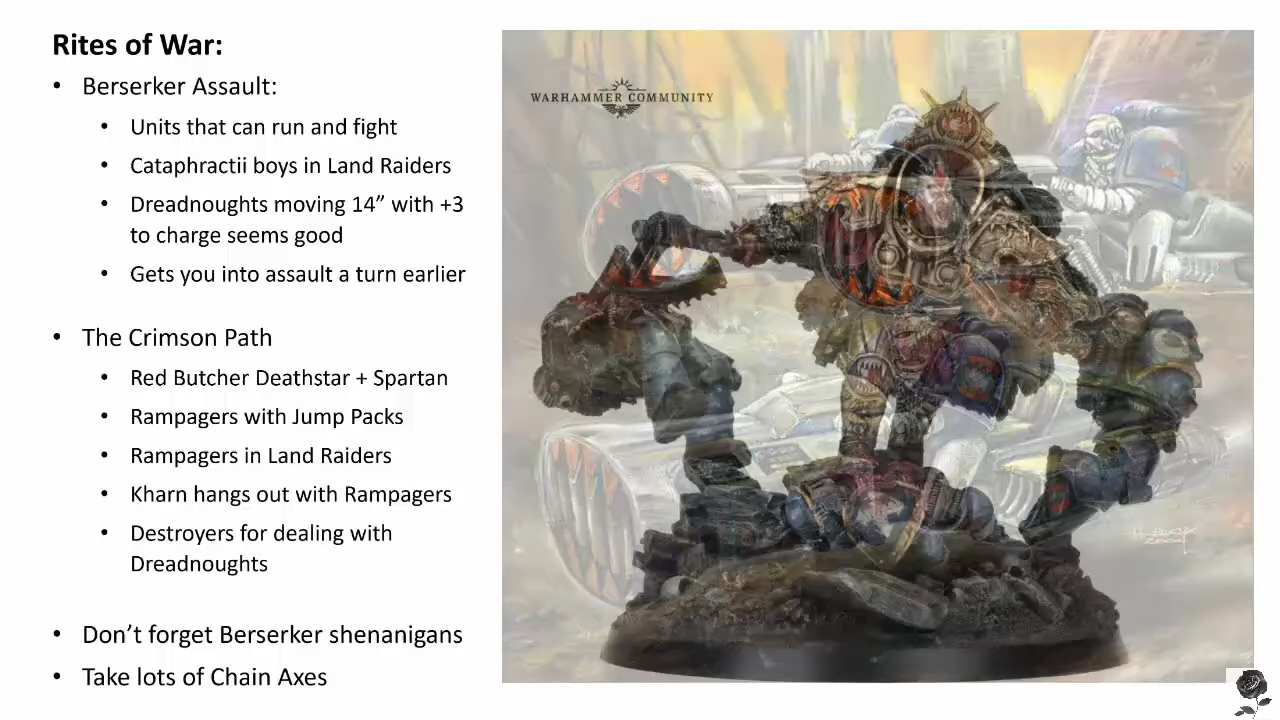 Rites of War:
• Berserker Assault:
• Units that can run and fight
• Cataphractii boys in Land Raiders
• Dreadnoughts moving 14” with +3
to charge seems good
• Gets you into assault a turn earlier
• The Crimson Path
• Red Butcher Deathstar + Spartan
• Rampagers with Jump Packs
• Rampagers in Land Raiders
• Kharn hangs out with Rampagers
• Destroyers for dealing with
Dreadnoughts
• Don’t forget Berserker shenanigans
• Take lots of Chain Axes
WARHAMMER COMMUNITY